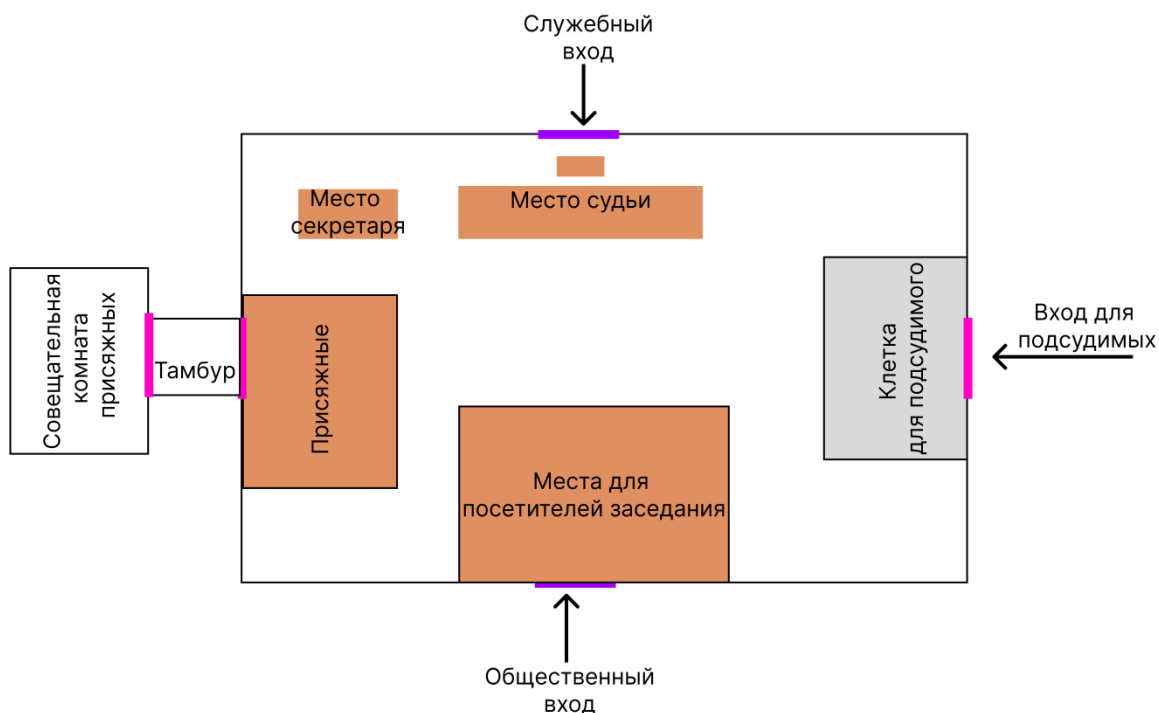 Служебный
вход
Место
секретаря
Место судьи
Совещательная
комната
присяжных
Тамбур
Присяжные
Клетка
для подсудимого
Вход для
подсудимых
Места для
посетителей заседания
Общественный
вход